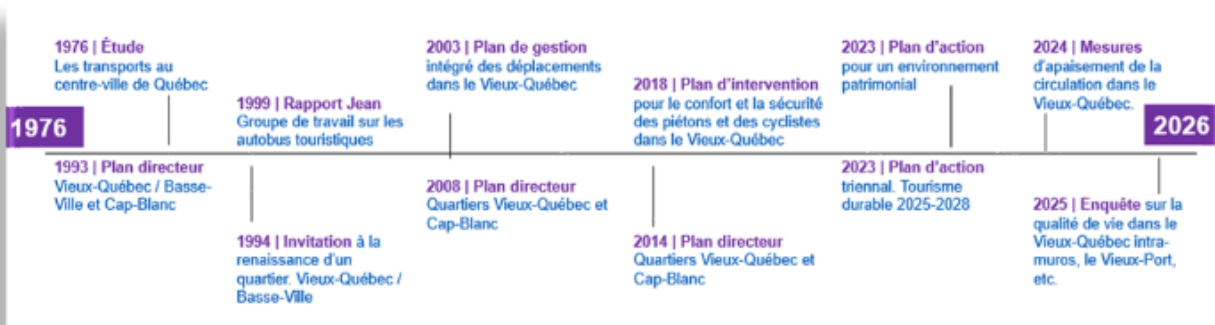 1976 | Étude
Les transports au
centre-ville de Québec
1999 | Rapport Jean
Groupe de travail sur les
autobus touristiques
2003 | Plan de gestion
intégré des déplacements
dans le Vieux-Québec
2018 | Plan d'intervention
pour le confort et la sécurité
des piétons et des cyclistes
dans le Vieux-Québec
2023 | Plan d'action
pour un environnement
patrimonial
2024 | Mesures
d'apaisement de la
circulation dans le
Vieux-Québec.
1976
2026
1993 | Plan directeur
Vieux-Québec / Basse-
Ville et Cap-Blanc
1994 | Invitation à la
renaissance d'un
quartier. Vieux-Québec /
Basse-Ville
2008 | Plan directeur
Quartiers Vieux-Québec et
Cap-Blanc
2014 | Plan directeur
Quartiers Vieux-Québec et
Cap-Blanc
2023 | Plan d'action
triennal. Tourisme
durable 2025-2028
2025 | Enquête sur la
qualité de vie dans le
Vieux-Québec intra-
muros, le Vieux-Port,
etc.